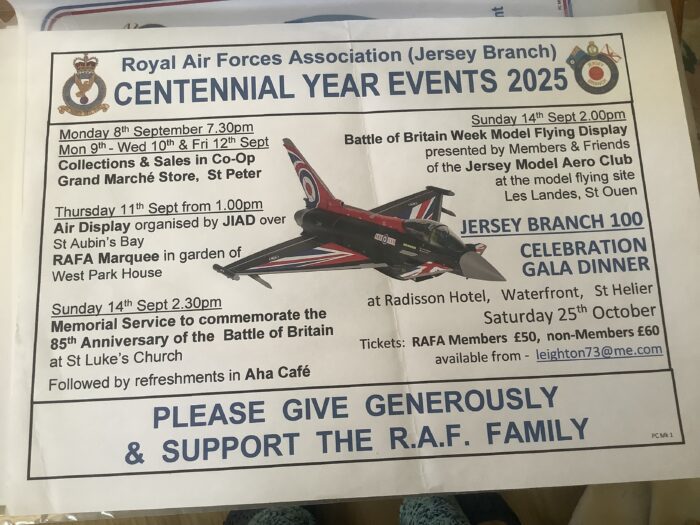 Royal Air Forces Association (Jersey Branch)
CENTENNIAL YEAR EVENTS 2025
Monday 8th September 7.30pm
Mon 9th - Wed 10th & Fri 12th Sept
Collections & Sales in Co-Op
Grand Marché Store, St Peter
Thursday 11th Sept from 1.00pm
Air Display organised by JIAD over
St Aubin's Bay
RAFA Marquee in garden of
West Park House
Sunday 14th Sept 2.30pm
Memorial Service to commemorate the
85th Anniversary of the Battle of Britain
at St Luke's Church
Followed by refreshments in Aha Café
Sunday 14th Sept 2.00pm
Battle of Britain Week Model Flying Display
presented by Members & Friends
of the Jersey Model Aero Club
at the model flying site
Les Landes, St Ouen
JERSEY BRANCH 100
CELEBRATION
GALA DINNER
at Radisson Hotel, Waterfront, St Helier
Saturday 25th October
Tickets: RAFA Members £50, non-Members £60
available from - leighton73@me.com
PLEASE GIVE GENEROUSLY
& SUPPORT THE R.A.F. FAMILY
PC.Mk 1